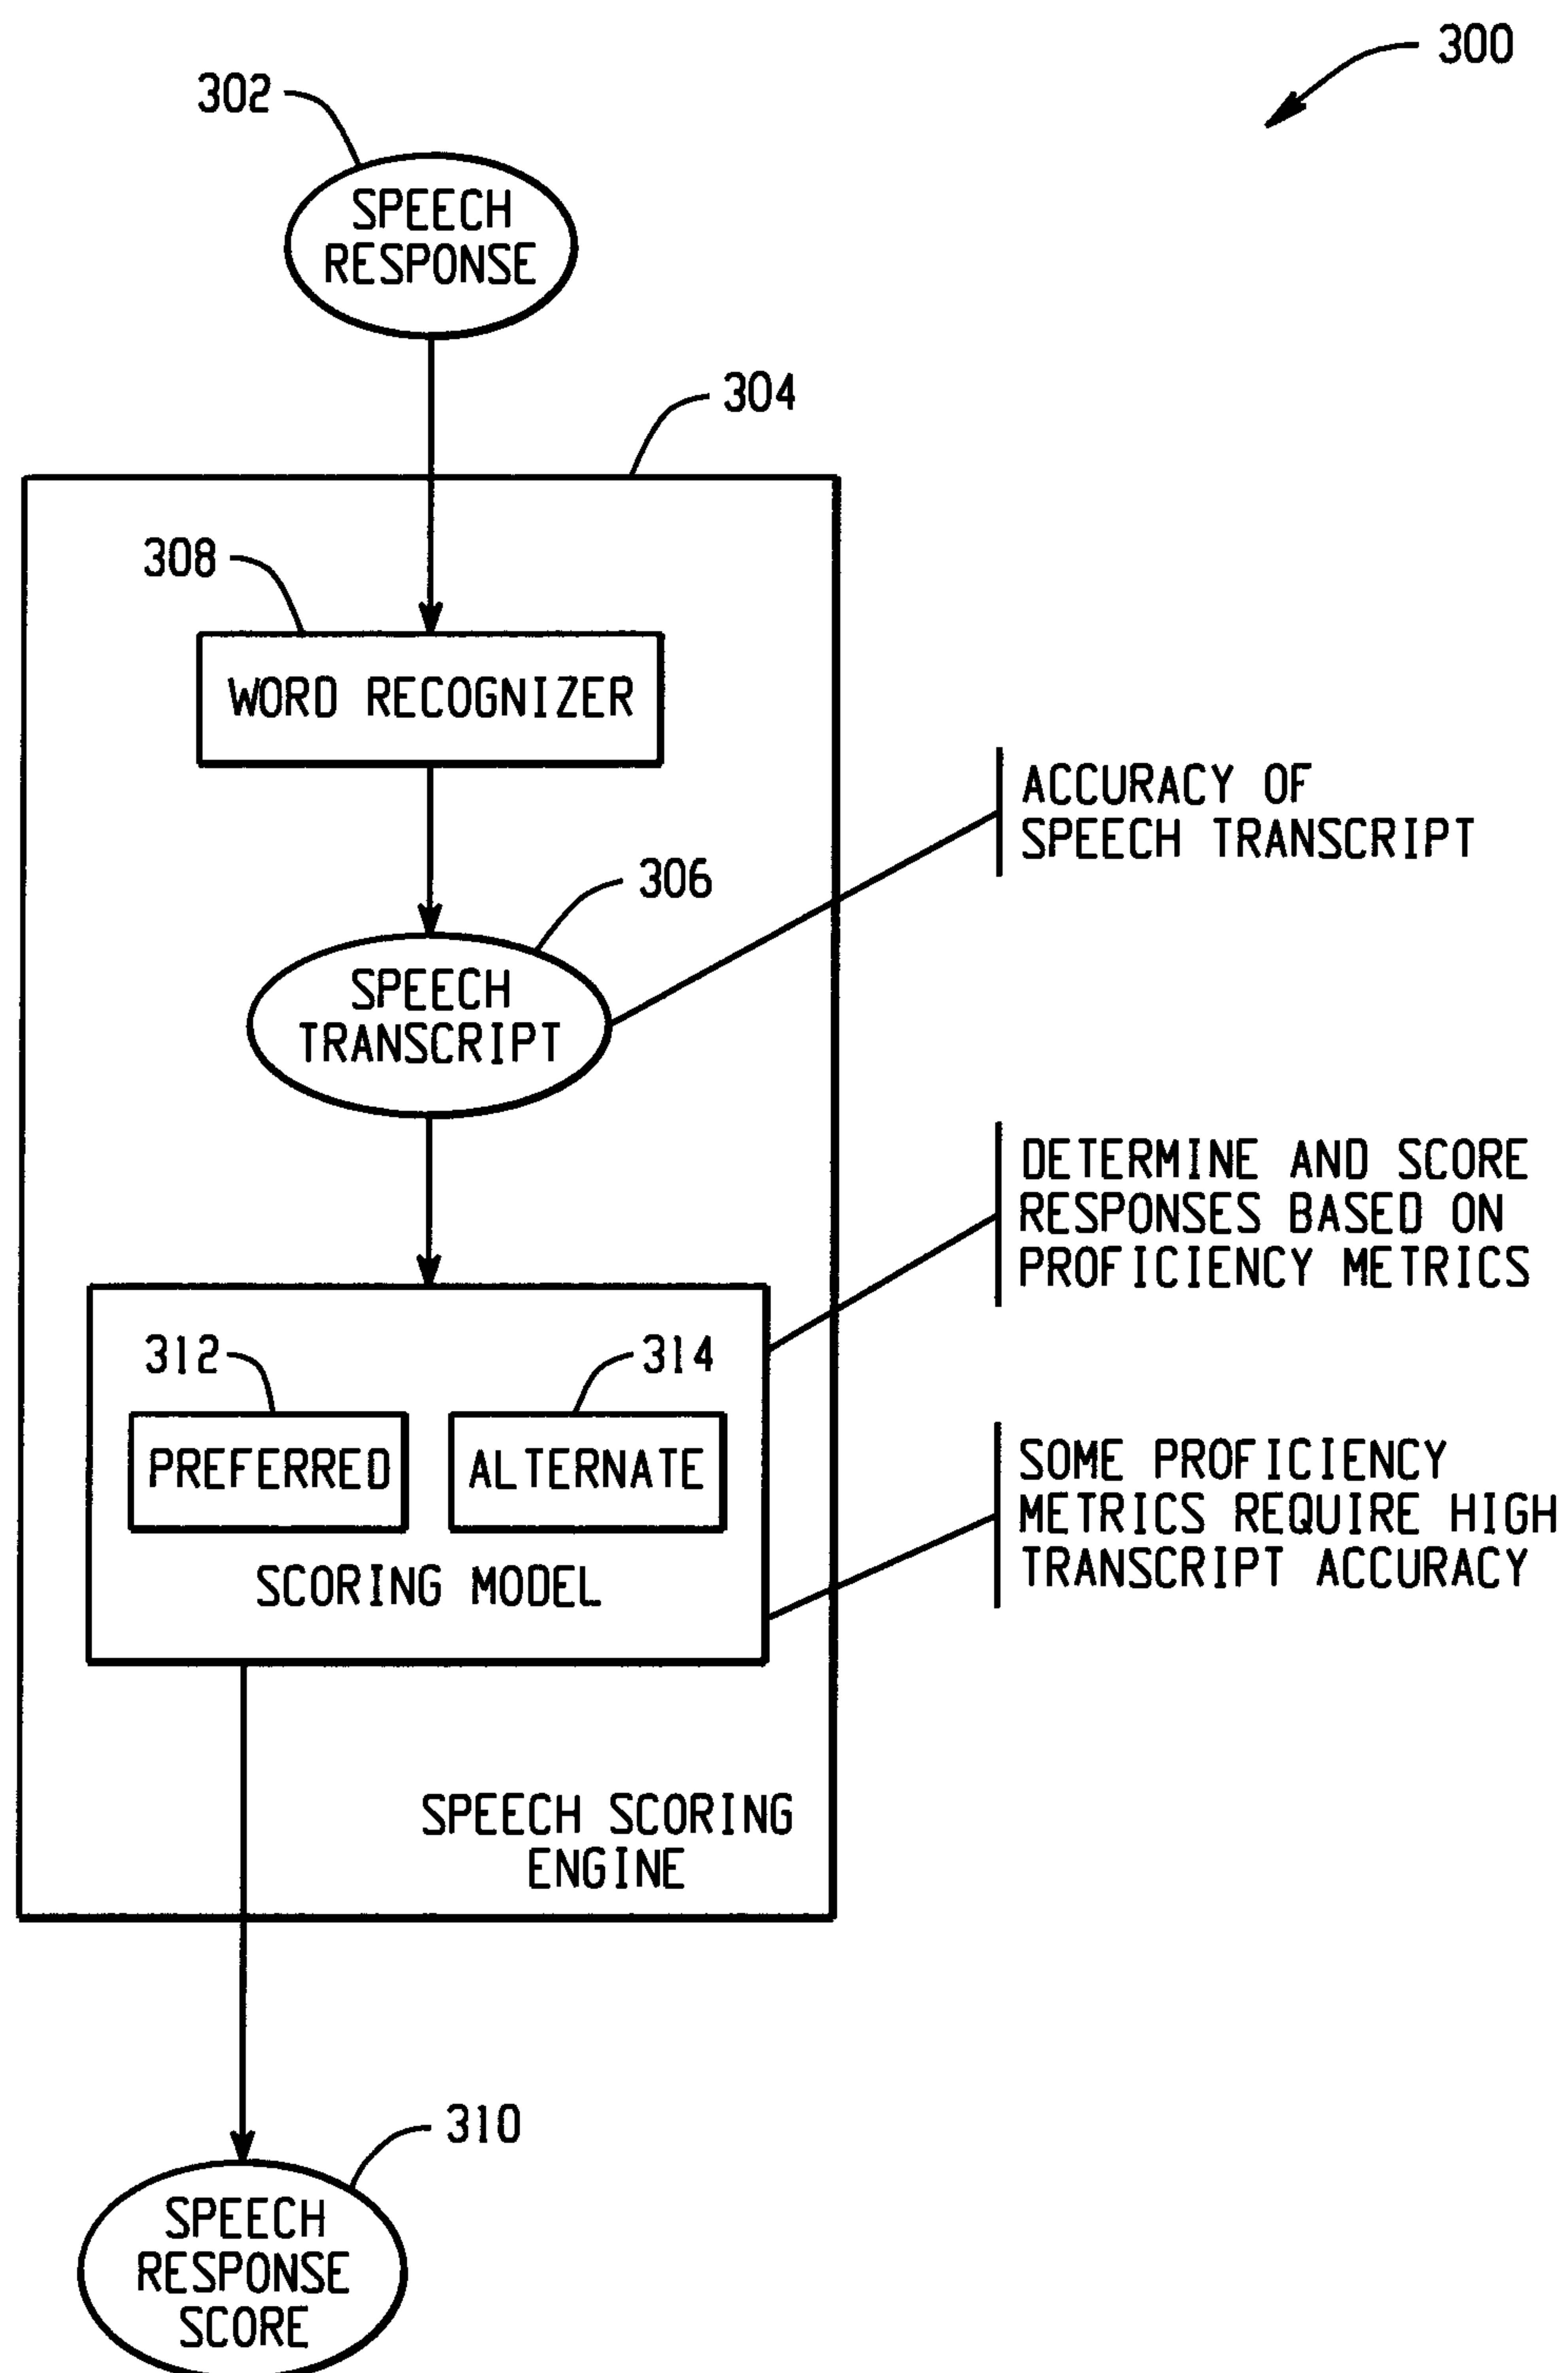 300
302
SPEECH
RESPONSE
304
308
WORD RECOGNIZER
ACCURACY OF
SPEECH TRANSCRIPT
306
SPEECH
TRANSCRIPT
DETERMINE AND SCORE
RESPONSES BASED ON
PROFICIENCY METRICS
312
314
PREFERRED
ALTERNATE
SCORING MODEL
SOME PROFICIENCY
METRICS REQUIRE HIGH
TRANSCRIPT ACCURACY
SPEECH SCORING
ENGINE
310
SPEECH
RESPONSE
SCORE